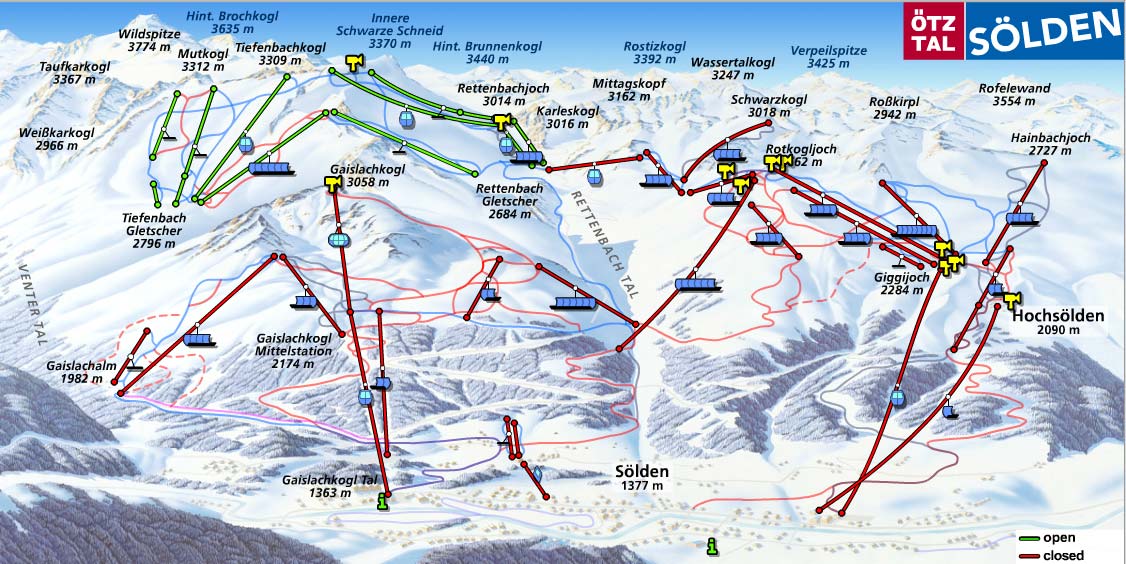 Hint. Brochkogl
3635 m
Innere
Schwarze Schneid
3370 m
ÖTZ
TAL
SÖLDEN
Wildspitze
3774 m
Mutkogl
3312 m
Tiefenbachkogl
3309 m
Hint. Brunnenkogl
3440 m
Rostizkogl
3392 m
Verpeilspitze
3425 m
Taufkarkogl
3367 m
Wassertalkogl
3247 m
Rettenbachjoch
3014 m
Mittagskopf
3162 m
Rofelewand
3554 m
Karleskogl
3016 m
Schwarzkogl
3018 m
Roßkirpl
2942 m
Weißkarkogl
2966 m
Hainbachjoch
2727 m
Rotkogljoch
62 m
Gaislachkogl
3058 m
Rettenbach
Gletscher
2684 m
RETTENBACH TAL
Tiefenbach
Gletscher
2796 m
VENTER TAL
Giggijoch
2284 m
Hochsölden
2090 m
Gaislachkogl
Mittelstation
2174 m
Gaislachalm
1982 m
Gaislachkogl Tal
1363 m
Sölden
1377 m
open
closed